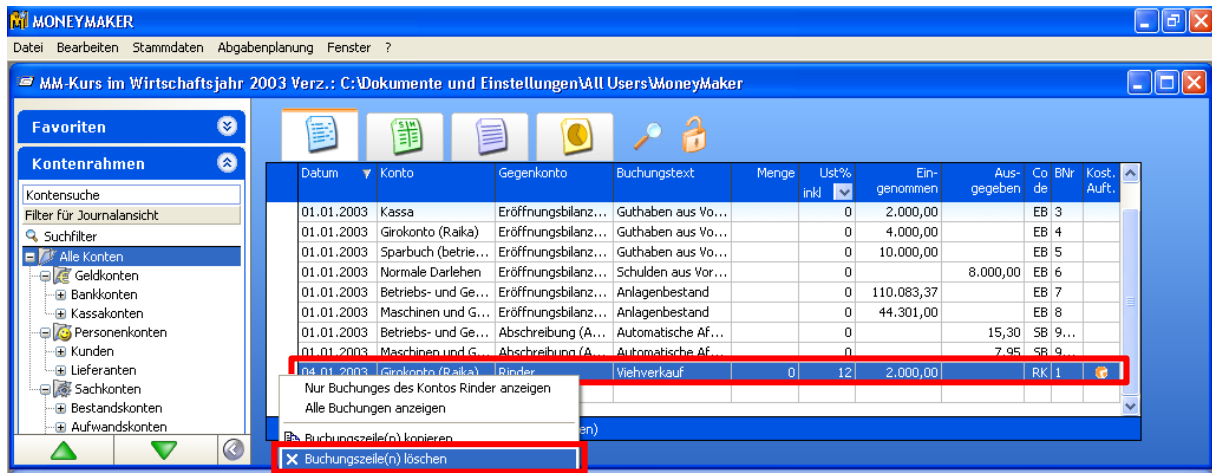 MONEYMAKER
Datei Bearbeiten Stammdaten Abgabenplanung Fenster ?
MM-Kurs im Wirtschaftsjahr 2003 Verz.: C:\Dokumente und Einstellungen\All Users\MoneyMaker
Favoriten
Kontenrahmen
Kontensuche
Filter für Journalansicht
Suchfilter
Alle Konten
Geldkonten
Bankkonten
Kassakonten
Personenkonten
Kunden
Lieferanten
Sachkonten
Bestandskonten
Aufwandskonten
Datum Konto Gegenkonto Buchungstext Menge Ust% inkl Ein-genommen Aus-gegeben Co de BNr Kost. Auft.
01.01.2003 Kassa Eröffnungsbilanz... Guthaben aus Vo... 0 2.000,00 EB 3
01.01.2003 Girokonto (Raika) Eröffnungsbilanz... Guthaben aus Vo... 0 4.000,00 EB 4
01.01.2003 Sparbuch (betrie... Eröffnungsbilanz... Guthaben aus Vo... 0 10.000,00 EB 5
01.01.2003 Normale Darlehen Eröffnungsbilanz... Schulden aus Vor... 0 8.000,00 EB 6
01.01.2003 Betriebs- und Ge... Eröffnungsbilanz... Anlagenbestand 0 110.083,37 EB 7
01.01.2003 Maschinen und G... Eröffnungsbilanz... Anlagenbestand 0 44.301,00 EB 8
01.01.2003 Betriebs- und Ge... Abschreibung (A... Automatische Af... 0 15,30 SB 9...
01.01.2003 Maschinen und G... Abschreibung (A... Automatische Af... 0 7,95 SB 9...
04.01.2003 Girokonto (Raika) Rinder Viehverkauf 0 12 2.000,00 RK 1
Nur Buchunges des Kontos Rinder anzeigen
Alle Buchungen anzeigen
Buchungszeile(n) kopieren
en)
Buchungszeile(n) löschen